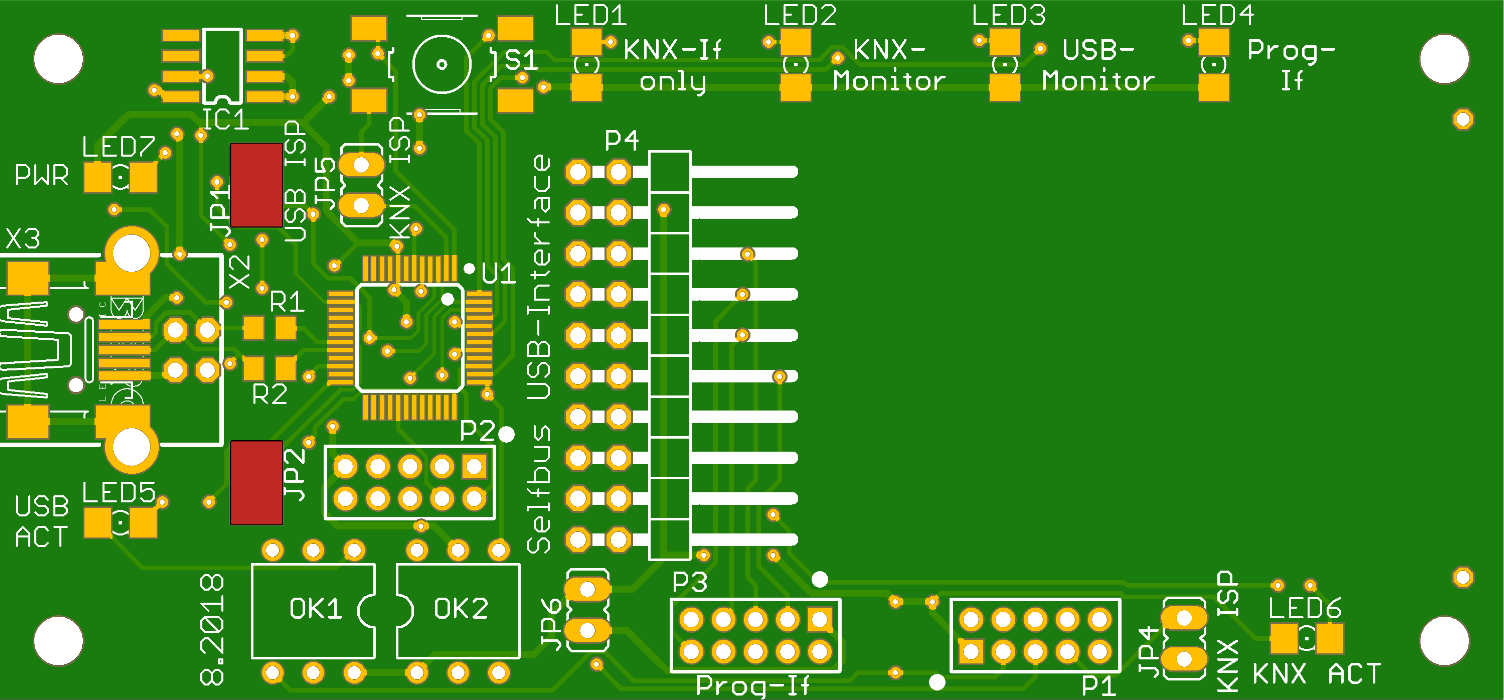 LED1
LED2
LED3
LED4
KNX-If
only
KNX-
Monitor
USB-
Monitor
Prog-
If
S1
IC1
LED7
PWR
JP1
USB ISP
JP5
KNX ISP
P4
X3
X2
U1
R1
R2
Selfbus USB-Interface
P2
JP2
LED5
USB
ACT
8.2018
OK1
OK2
JP6
P3
Prog-If
P1
JP4
KNX ISP
LED6
KNX ACT